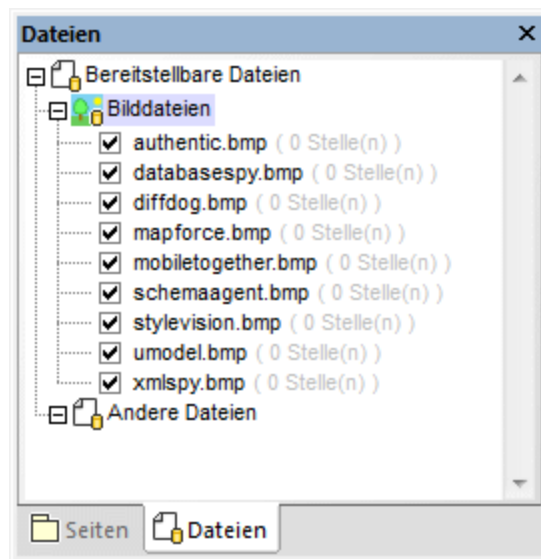 Dateien
Bereitstellbare Dateien
Bilddateien
authentic.bmp ( 0 Stelle(n) )
databasespy.bmp ( 0 Stelle(n) )
diffdog.bmp ( 0 Stelle(n) )
mapforce.bmp ( 0 Stelle(n) )
mobiletogether.bmp ( 0 Stelle(n) )
schemaagent.bmp ( 0 Stelle(n) )
stylevision.bmp ( 0 Stelle(n) )
umodel.bmp ( 0 Stelle(n) )
xmlspy.bmp ( 0 Stelle(n) )
Andere Dateien
Seiten Dateien